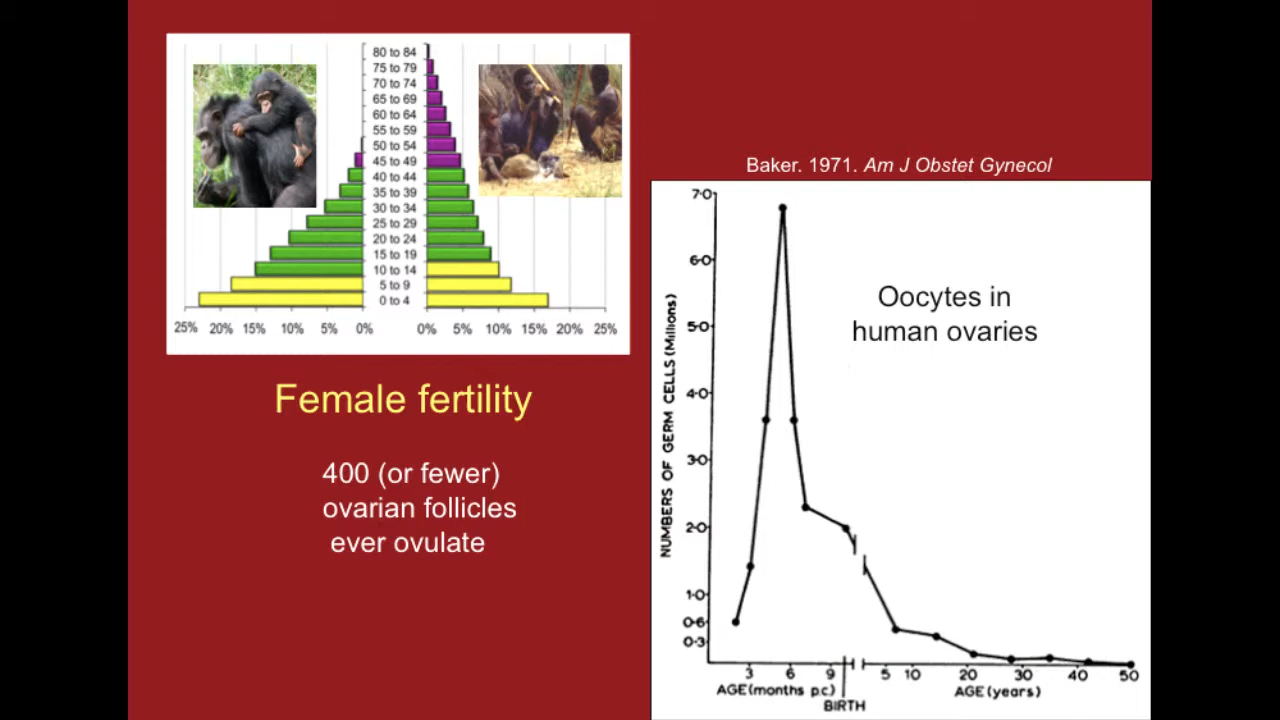 80 to 84
75 to 79
70 to 74
65 to 69
60 to 64
55 to 59
50 to 54
45 to 49
40 to 44
35 to 39
30 to 34
25 to 29
20 to 24
15 to 19
10 to 14
5 to 9
0 to 4
25% 20% 15% 10% 5% 0% 0% 5% 10% 15% 20% 25%
Female fertility
400 (or fewer)
ovarian follicles
ever ovulate
Baker. 1971. Am J Obstet Gynecol
Oocytes in
human ovaries
NUMBERS OF GERM CELLS (Millions)
7·0
6·0
5·0
4·0
3·0
2·0
1·0
0·6
0·3
3 6 9 5 10 20 30 40 50
AGE (months p.c.) AGE (years)
BIRTH